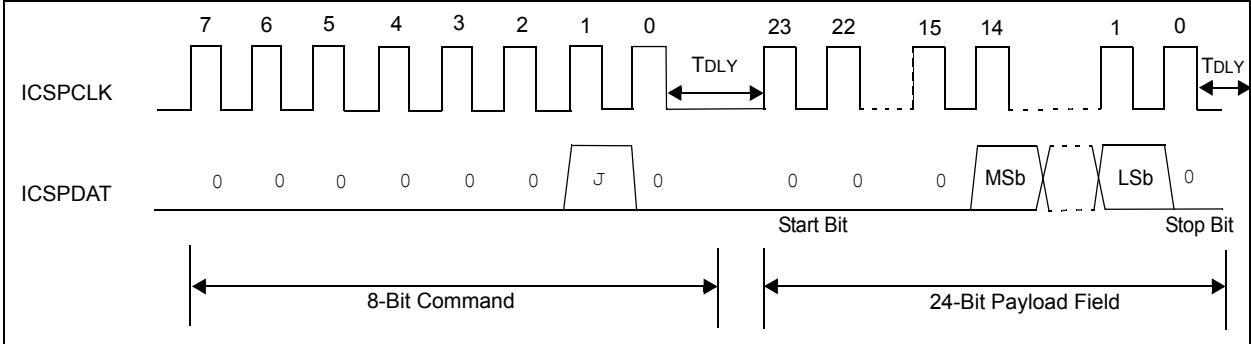 7 6 5 4 3 2 1 0 23 22 15 14 1 0
TDLY TDLY
ICSPCLK
ICSPDAT 0 0 0 0 0 0 J 0 0 0 0 MSb LSb 0
Start Bit Stop Bit
8-Bit Command 24-Bit Payload Field